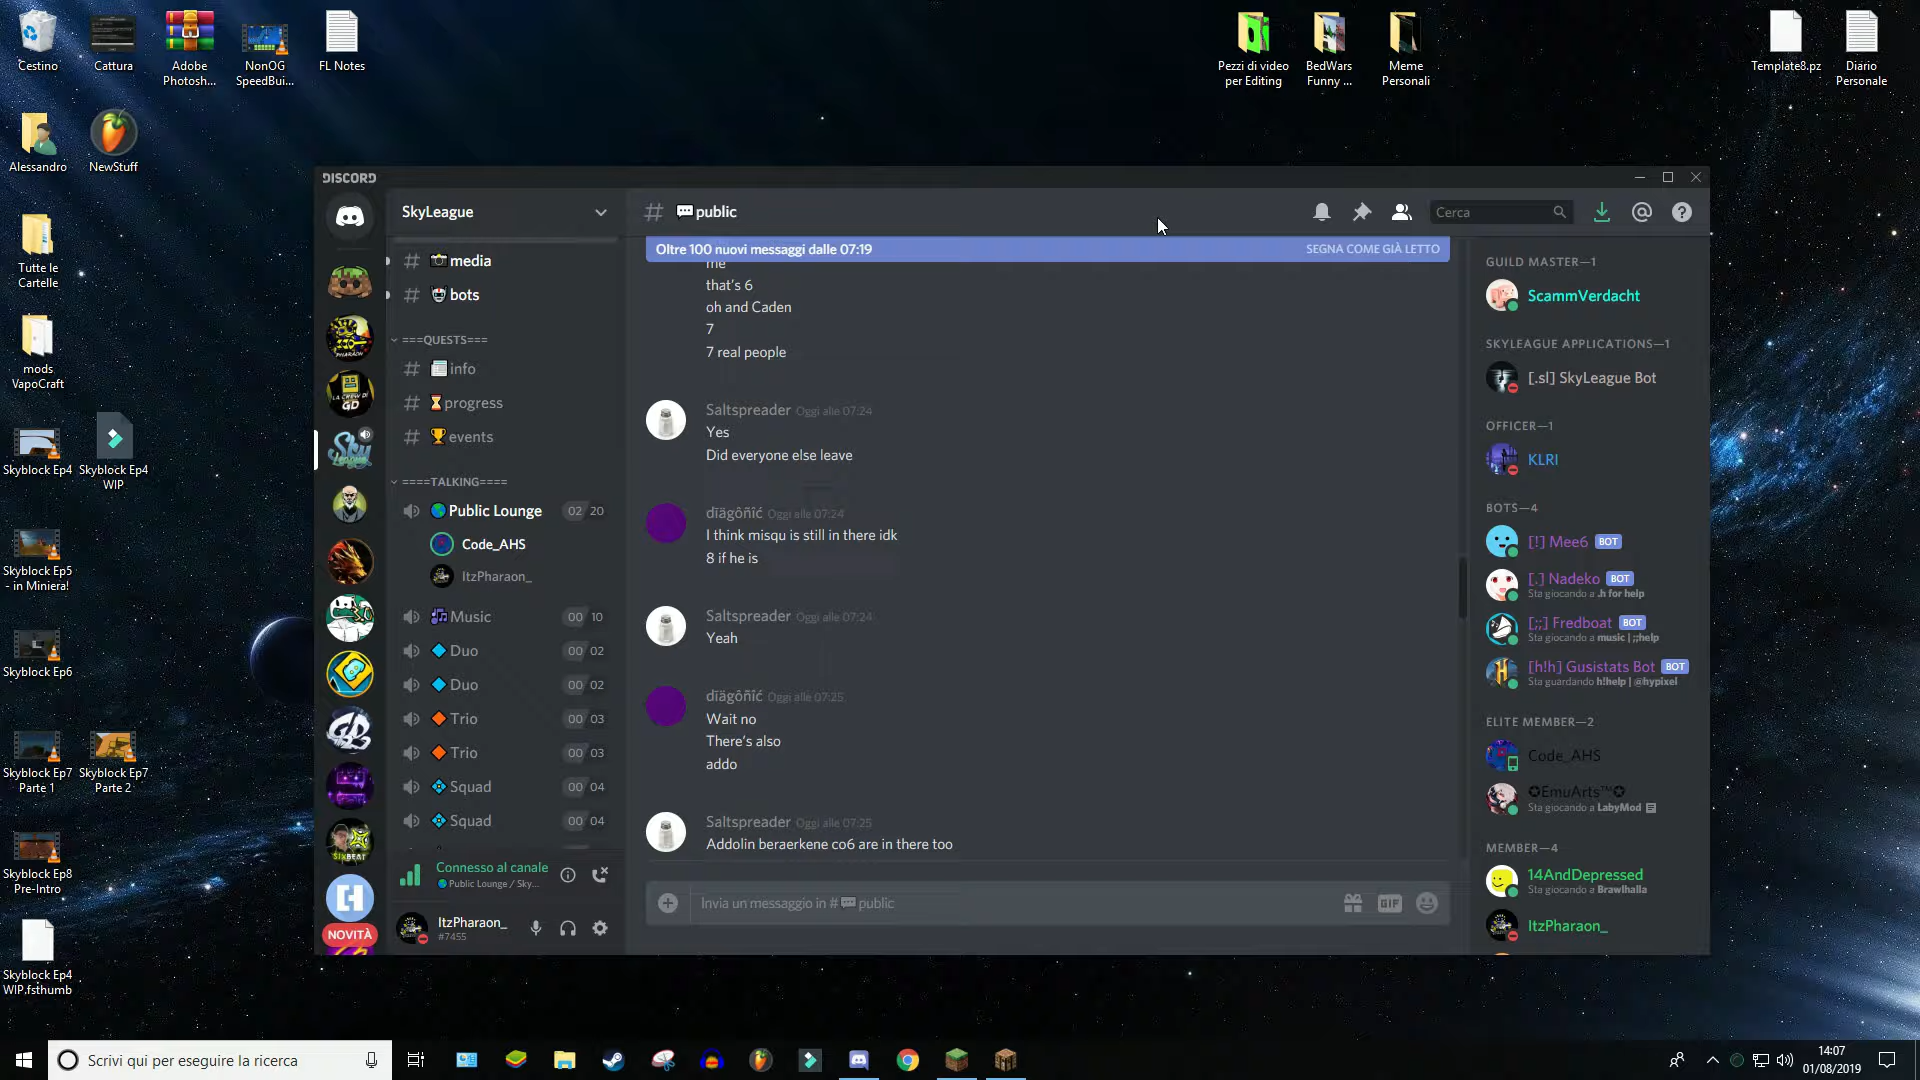 Cestino
Cattura
Adobe
Photosh...
NonOG
SpeedBui...
FL Notes
Pezzi di video
per Editing
BedWars
Funny ...
Meme
Personali
Template8.pz
Diario
Personale
Alessandro
NewStuff
Tutte le
Cartelle
mods
VapoCraft
Skyblock Ep4
Skyblock Ep4
WIP
Skyblock Ep5
- in Miniera!
Skyblock Ep6
Skyblock Ep7
Parte 1
Skyblock Ep7
Parte 2
Skyblock Ep8
Pre-Intro
Skyblock Ep4
WIP.fsthumb
DISCORD
SkyLeague
media
bots
===QUESTS===
info
progress
events
====TALKING====
Public Lounge 02 20
Code_AHS
ItzPharaon_
Music 00 10
Duo 00 02
Duo 00 02
Trio 00 03
Trio 00 03
Squad 00 04
Squad 00 04
Connesso al canale
Public Lounge / Sky...
ItzPharaon_
#7455
PHARAON
LA CREW DI
GD
Sky
SIXBEAT
NOVITÀ
# public
Cerca
Oltre 100 nuovi messaggi dalle 07:19 SEGNA COME GIÀ LETTO
me
that's 6
oh and Caden
7
7 real people
Saltspreader Oggi alle 07:24
Yes
Did everyone else leave
dïägôñîć Oggi alle 07:24
I think misqu is still in there idk
8 if he is
Saltspreader Oggi alle 07:24
Yeah
dïägôñîć Oggi alle 07:25
Wait no
There's also
addo
Saltspreader Oggi alle 07:25
Addolin beraerkene co6 are in there too
Invia un messaggio in # public
GIF
GUILD MASTER—1
ScammVerdacht
SKYLEAGUE APPLICATIONS—1
[.sl] SkyLeague Bot
OFFICER—1
KLRI
BOTS—4
[!] Mee6 BOT
[.] Nadeko BOT
Sta giocando a .h for help
[;;] Fredboat BOT
Sta giocando a music | ;;help
[h!h] Gusistats Bot BOT
Sta guardando h!help | @hypixel
ELITE MEMBER—2
Code_AHS
✪EmuArts™✪
Sta giocando a LabyMod
MEMBER—4
14AndDepressed
Sta giocando a Brawlhalla
ItzPharaon_
Scrivi qui per eseguire la ricerca
14:07
01/08/2019